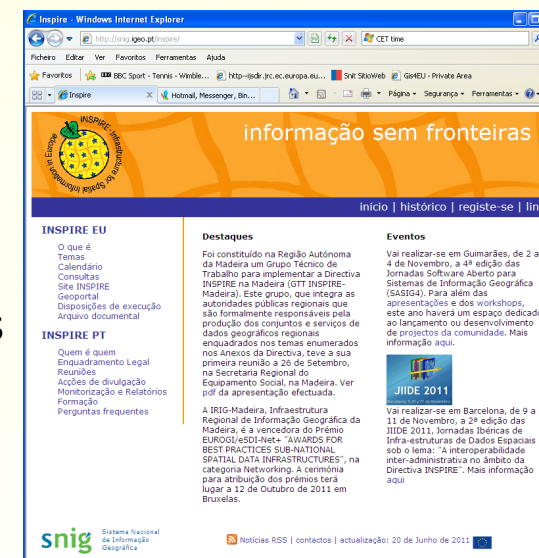 Inspire - Windows Internet Explorer
http://snig.igeo.pt/inspire/
CET time
Ficheiro Editar Ver Favoritos Ferramentas Ajuda
Favoritos BBC Sport - Tennis - Wimble... http--ijsdir.jrc.ec.europa.eu... Snit SitioWeb Gis4EU - Private Area
Inspire Hotmail, Messenger, Bin... Página Segurança Ferramentas
INSPIRE Infrastructure for Spatial Information in Europe
informação sem fronteiras
início | histórico | registe-se | lin
INSPIRE EU
O que é
Temas
Calendário
Consultas
Site INSPIRE
Geoportal
Disposições de execução
Arquivo documental
INSPIRE PT
Quem é quem
Enquadramento Legal
Reuniões
Acções de divulgação
Monitorização e Relatórios
Formação
Perguntas frequentes
s
Destaques
Foi constituído na Região Autónoma
da Madeira um Grupo Técnico de
Trabalho para implementar a Directiva
INSPIRE na Madeira (GTT INSPIRE-
Madeira). Este grupo, que integra as
autoridades públicas regionais que
são formalmente responsáveis pela
produção dos conjuntos e serviços de
dados geográficos regionais
enquadrados nos temas enumerados
nos Anexos da Directiva, teve a sua
primeira reunião a 26 de Setembro,
na Secretaria Regional do
Equipamento Social, na Madeira. Ver
pdf da apresentação efectuada.
A IRIG-Madeira, Infraestrutura
Regional de Informação Geográfica da
Madeira, é a vencedora do Prémio
EUROGI/eSDI-Net+ "AWARDS FOR
BEST PRACTICES SUB-NATIONAL
SPATIAL DATA INFRASTRUCTURES", na
categoria Networking. A cerimónia
para atribuição dos prémios terá
lugar a 12 de Outubro de 2011 em
Bruxelas.
Eventos
Vai realizar-se em Guimarães, de 2 a
4 de Novembro, a 4ª edição das
Jornadas Software Aberto para
Sistemas de Informação Geográfica
(SASIG4). Para além das
apresentações e dos workshops,
este ano haverá um espaço dedicado
ao lançamento ou desenvolvimento
de projectos da comunidade. Mais
informação aqui.
JIIDE 2011
Vai realizar-se em Barcelona, de 9 a
11 de Novembro, a 2ª edição das
JIIDE 2011, Jornadas Ibéricas de
Infra-estruturas de Dados Espaciais
sob o lema: "A interoperabilidade
inter-administrativa no âmbito da
Directiva INSPIRE". Mais informação
aqui
snig Sistema Nacional
de Informação
Geográfica
Notícias RSS | contactos | actualização: 20 de Junho de 2011